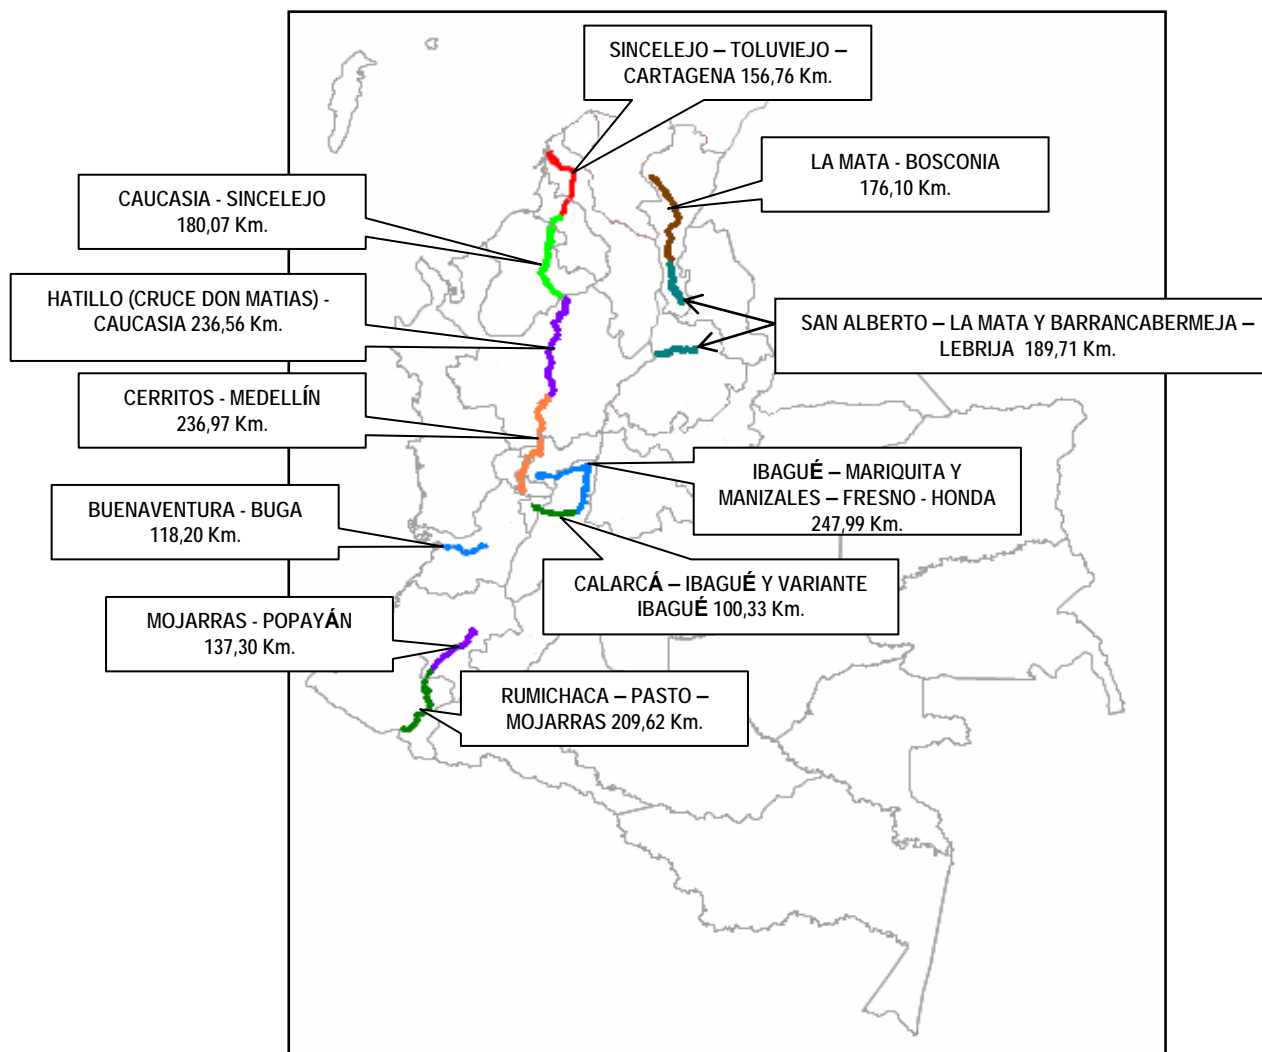 SINCELEJO – TOLUVIEJO –
CARTAGENA 156,76 Km.
LA MATA - BOSCONIA
176,10 Km.
CAUCASIA - SINCELEJO
180,07 Km.
HATILLO (CRUCE DON MATIAS) -
CAUCASIA 236,56 Km.
SAN ALBERTO – LA MATA Y BARRANCABERMEJA –
LEBRIJA 189,71 Km.
CERRITOS - MEDELLÍN
236,97 Km.
IBAGUÉ – MARIQUITA Y
MANIZALES – FRESNO - HONDA
247,99 Km.
BUENAVENTURA - BUGA
118,20 Km.
CALARCÁ – IBAGUÉ Y VARIANTE
IBAGUÉ 100,33 Km.
MOJARRAS - POPAYÁN
137,30 Km.
RUMICHACA – PASTO –
MOJARRAS 209,62 Km.